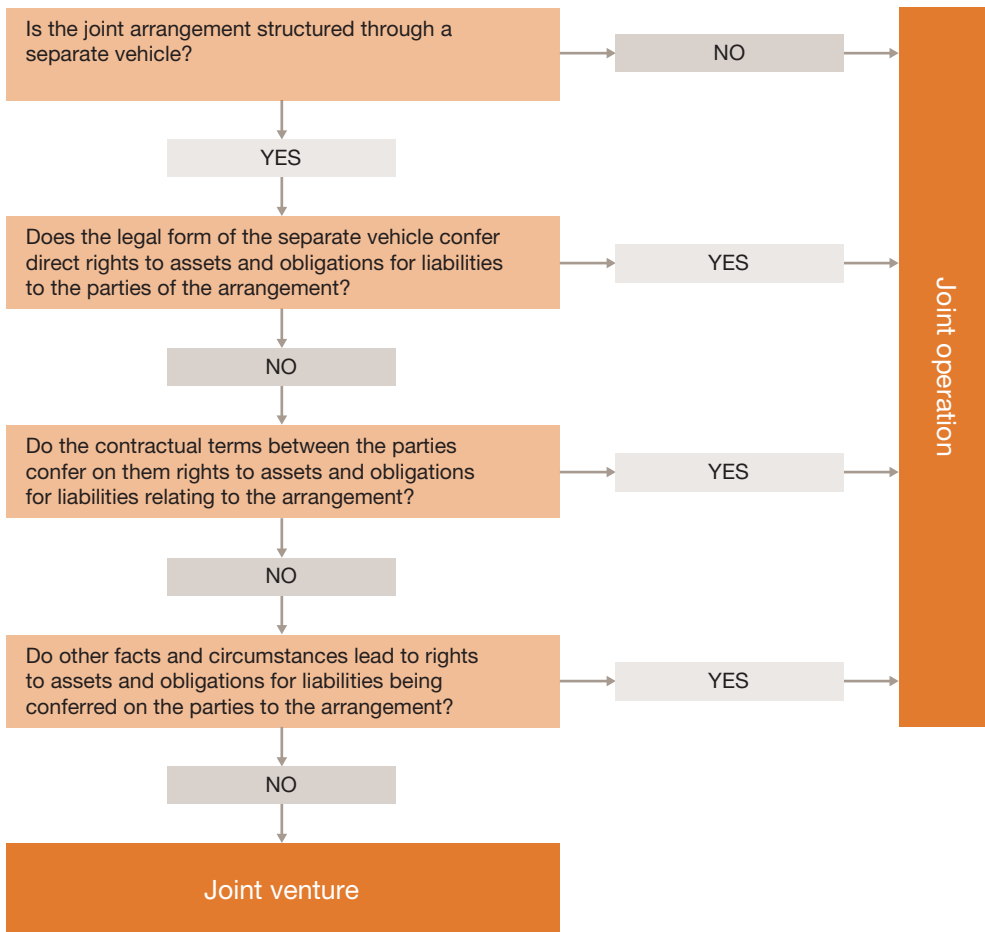 Is the joint arrangement structured through a
separate vehicle?
NO
YES
Does the legal form of the separate vehicle confer
direct rights to assets and obligations for liabilities
to the parties of the arrangement?
YES
NO
Do the contractual terms between the parties
confer on them rights to assets and obligations
for liabilities relating to the arrangement?
YES
NO
Do other facts and circumstances lead to rights
to assets and obligations for liabilities being
conferred on the parties to the arrangement?
YES
NO
Joint venture
Joint operation